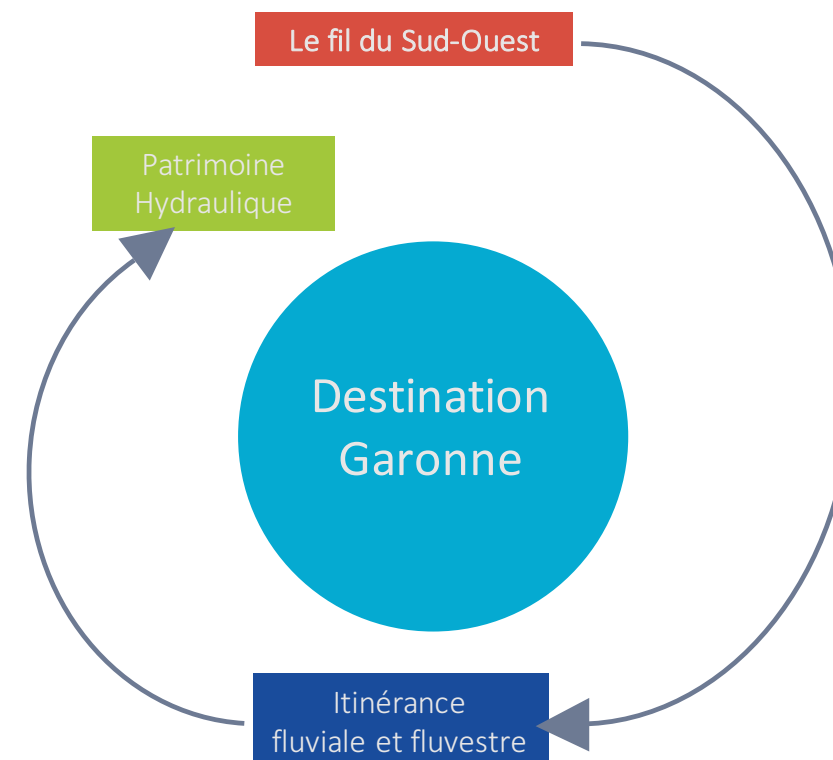 Le fil du Sud-Ouest
Patrimoine
Hydraulique
Destination
Garonne
Itinérance
fluviale et fluvestre